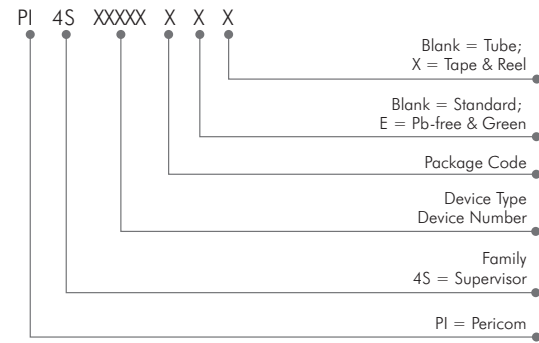 PI 4S XXXXX X X X
Blank = Tube;
X = Tape & Reel
Blank = Standard;
E = Pb-free & Green
Package Code
Device Type
Device Number
Family
4S = Supervisor
PI = Pericom